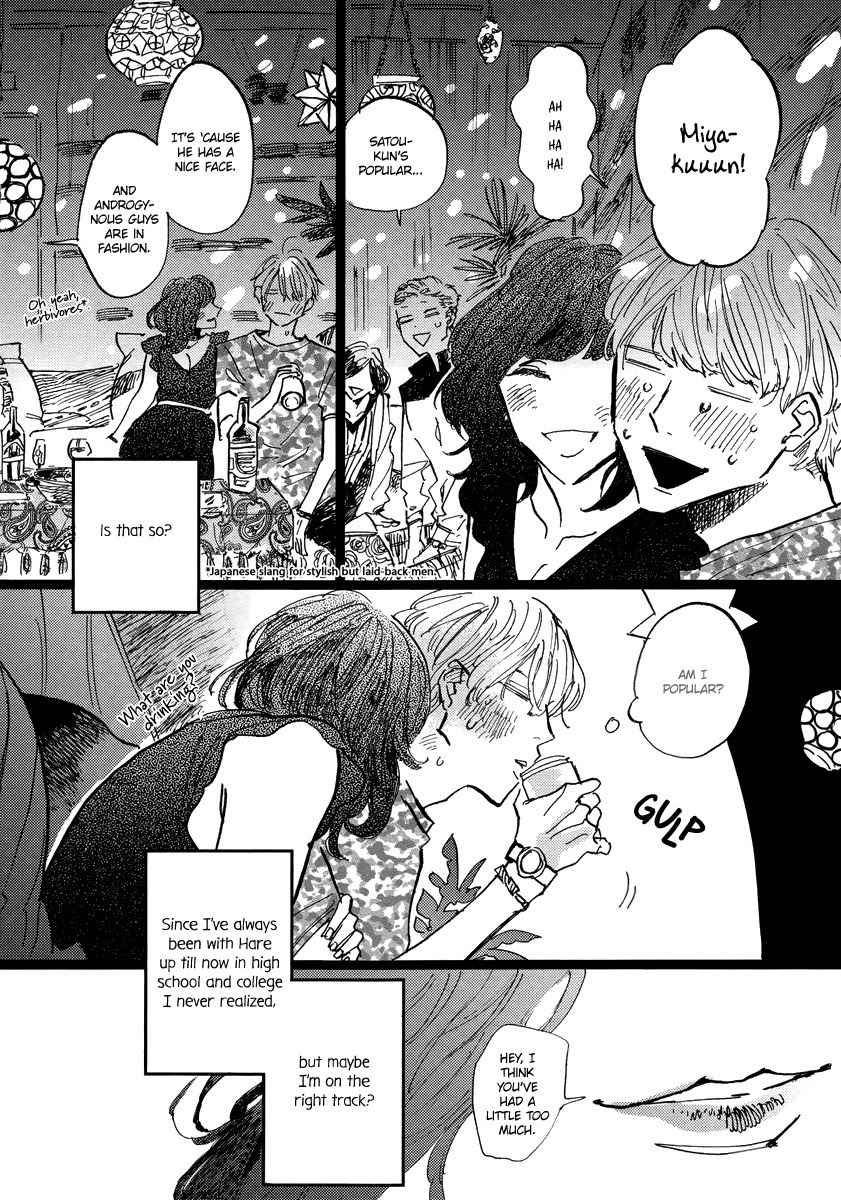 Miya-
kuuun!
AH
HA
HA
HA!
SATOU-
KUN'S
POPULAR...
IT'S 'CAUSE
HE HAS A
NICE FACE.
AND
ANDROGY-
NOUS GUYS
ARE IN
FASHION.
Oh yeah,
herbivores*
Is that so?
*Japanese slang for stylish but laid-back men.
AM I
POPULAR?
GULP
What are you
drinking?
Since I've always
been with Hare
up till now in high
school and college
I never realized,
but maybe
I'm on the
right track?
HEY, I
THINK
YOU'VE
HAD A
LITTLE TOO
MUCH.